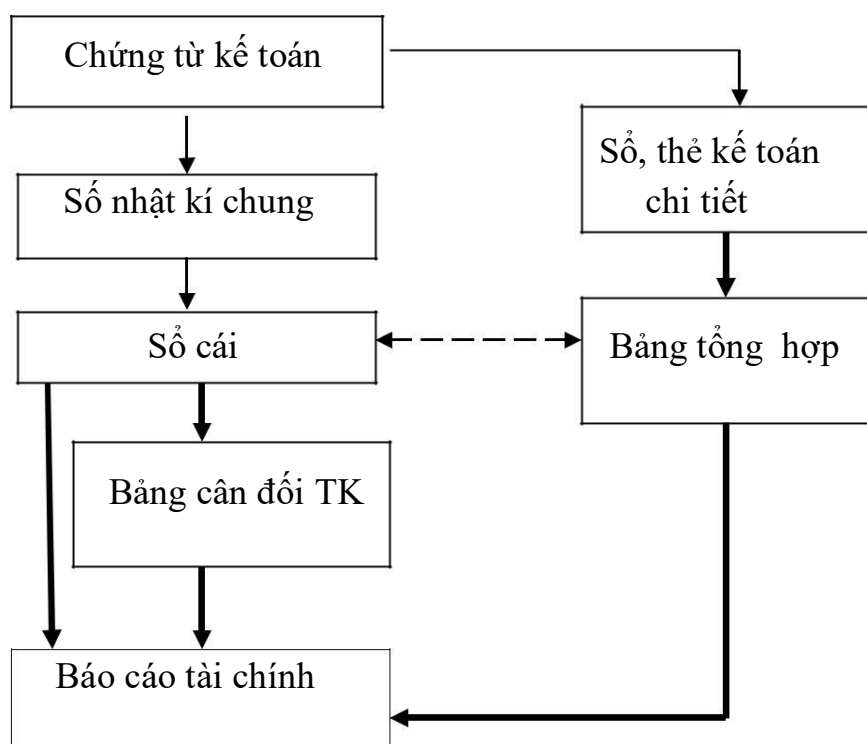 Chứng từ kế toán
Sổ, thẻ kế toán
chi tiết
Số nhật kí chung
Sổ cái
Bảng tổng hợp
Bảng cân đối TK
Báo cáo tài chính